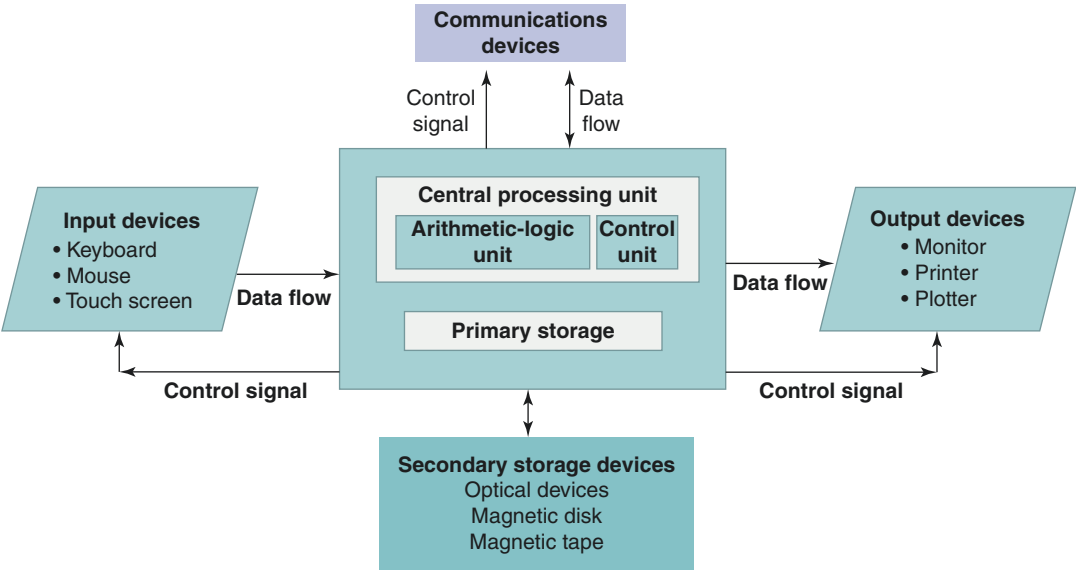 Communications
devices
Control
signal
Data
flow
Central processing unit
Arithmetic-logic
unit
Control
unit
Primary storage
Input devices
• Keyboard
• Mouse
• Touch screen
Data flow
Control signal
Output devices
• Monitor
• Printer
• Plotter
Data flow
Control signal
Secondary storage devices
Optical devices
Magnetic disk
Magnetic tape